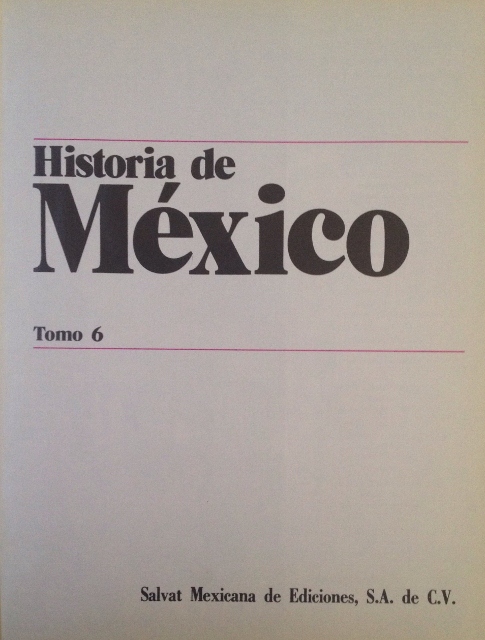 Historia de
México
Tomo 6
Salvat Mexicana de Ediciones, S.A. de C.V.